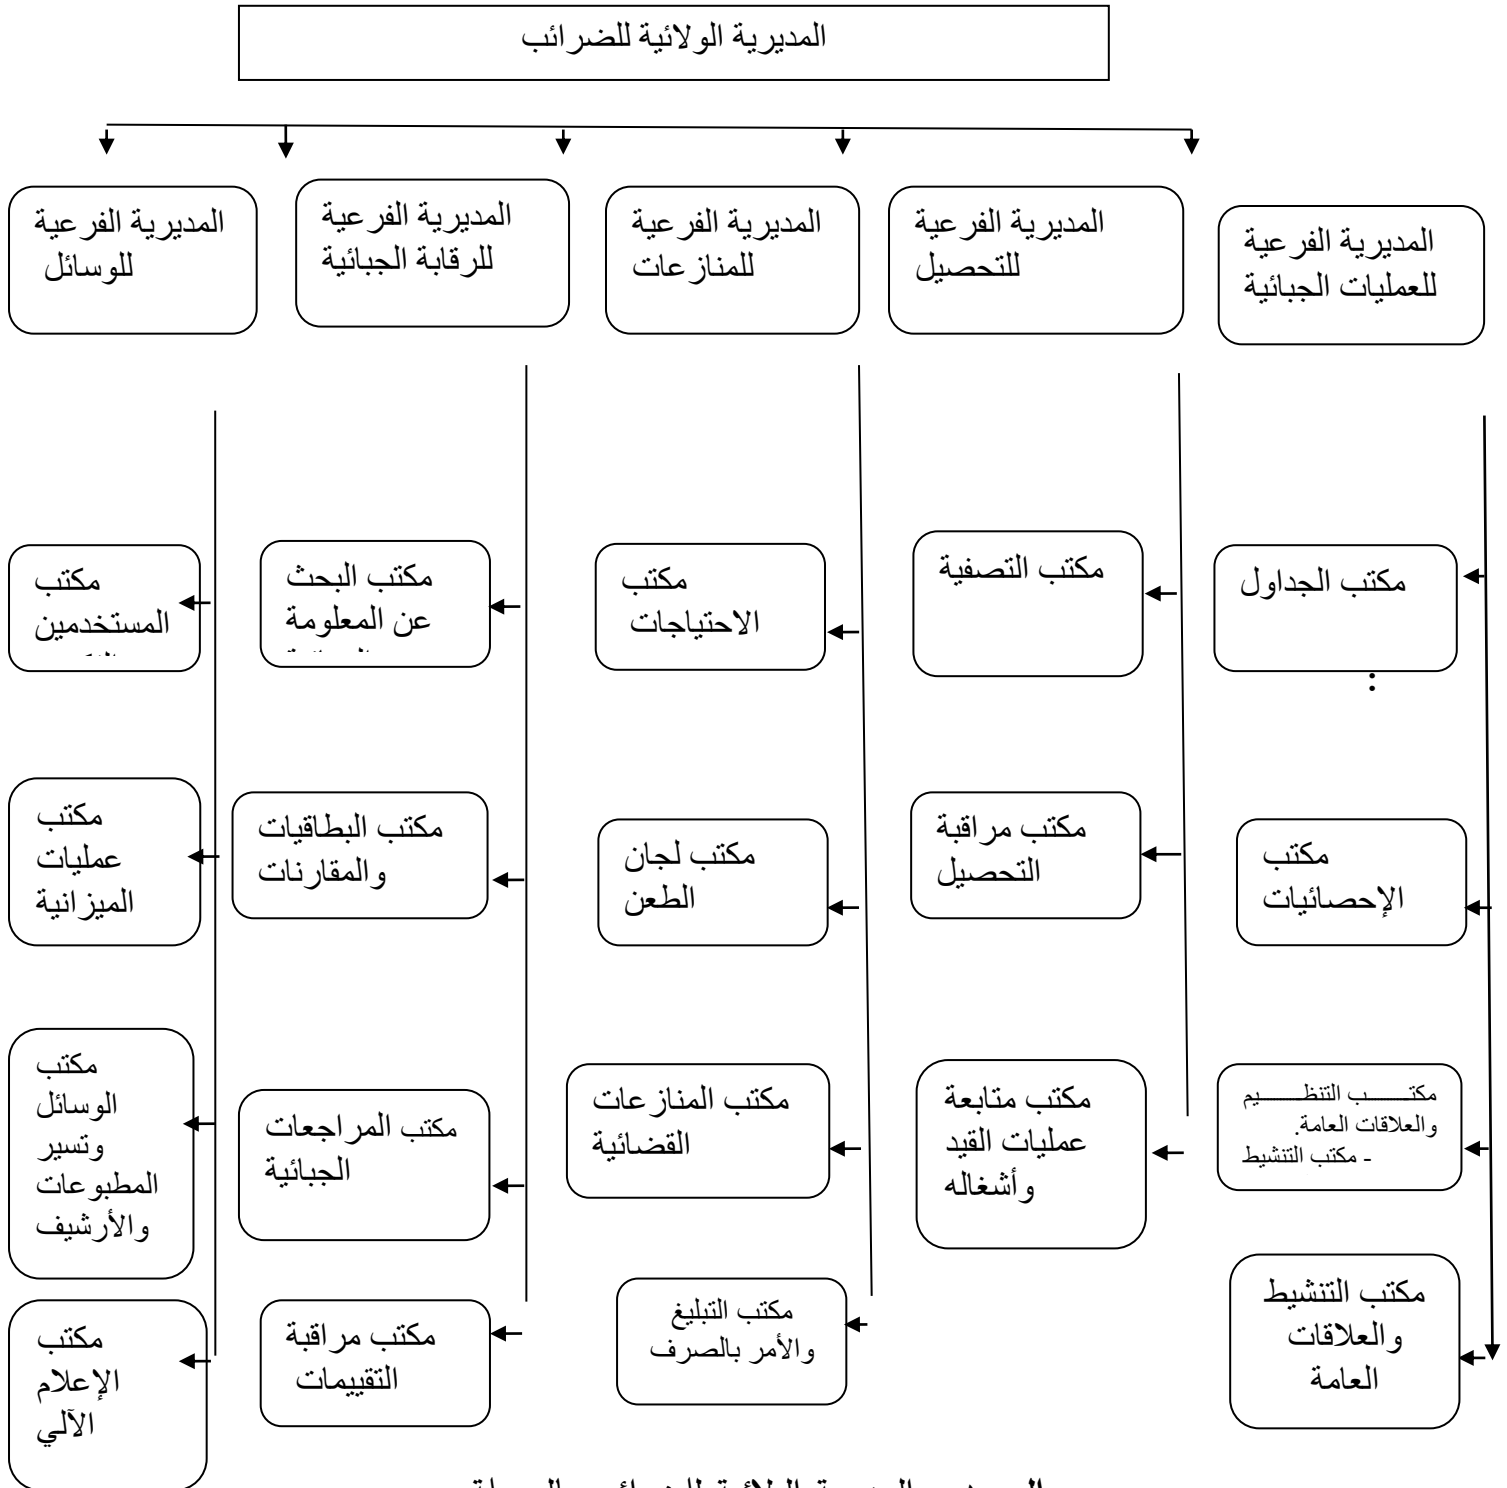 المديرية الولائية للضرائب
المديرية الفرعية
للعمليات الجبائية
المديرية الفرعية
للتحصيل
المديرية الفرعية
للمنازعات
المديرية الفرعية
للرقابة الجبائية
المديرية الفرعية
للوسائل
مكتب الجداول
:
مكتب التصفية
مكتب
الاحتياجات
مكتب البحث
عن المعلومة
مكتب
المستخدمين
مكتب
الإحصائيات
مكتب مراقبة
التحصيل
مكتب لجان
الطعن
مكتب البطاقيات
والمقارنات
مكتب
عمليات
الميزانية
مكتـــــب التنظـــــيم
والعلاقات العامة.
- مكتب التنشيط
مكتب متابعة
عمليات القيد
وأشغاله
مكتب المنازعات
القضائية
مكتب المراجعات
الجبائية
مكتب
الوسائل
وتسير
المطبوعات
والأرشيف
مكتب التنشيط
والعلاقات
العامة
مكتب التبليغ
والأمر بالصرف
مكتب مراقبة
التقييمات
مكتب
الإعلام
الآلي